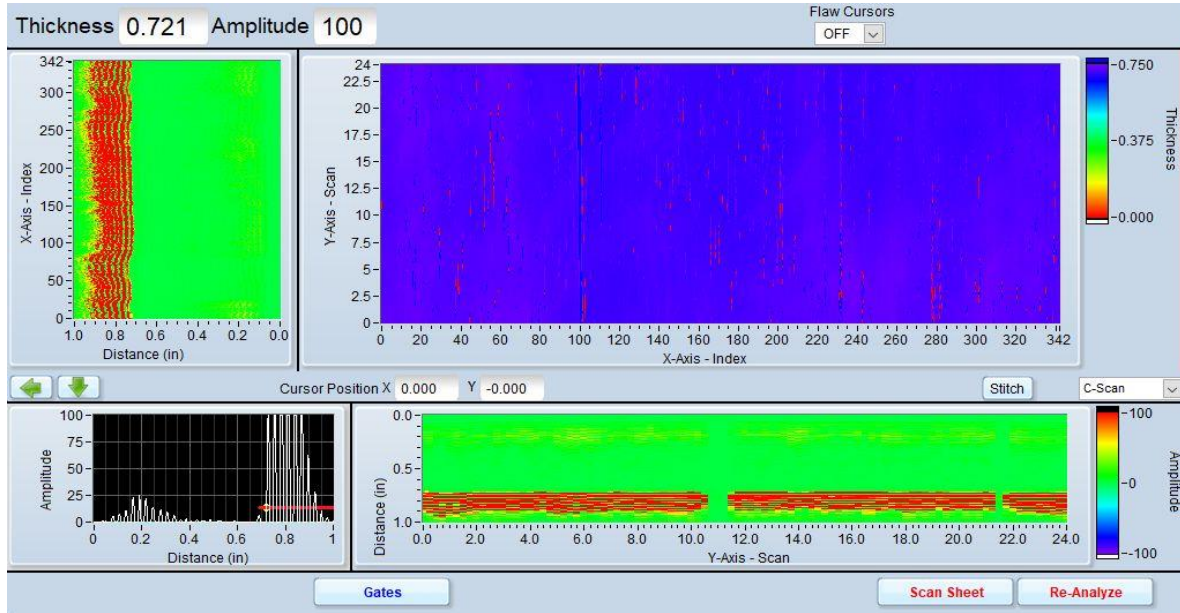 Flaw Cursors
Thickness 0.721 Amplitude 100
OFF
342
300
250
200
150
100
50
0
X-Axis - Index
1.0 0.8 0.6 0.4 0.2 0.0
Distance (in)
24
22.5
20
17.5
15
12.5
10
7.5
5
2.5
0
Y-Axis - Scan
0 20 40 60 80 100 120 140 160 180 200 220 240 260 280 300 320 342
X-Axis - Index
0.750
0.375
0.000
Thickness
Cursor Position X 0.000 Y -0.000
Stitch
C-Scan
100
75
50
25
0
Amplitude
0 0.2 0.4 0.6 0.8 1
Distance (in)
0.0
0.5
1.0
Distance (in)
0.0 2.0 4.0 6.0 8.0 10.0 12.0 14.0 16.0 18.0 20.0 22.0 24.0
Y-Axis - Scan
100
0
-100
Amplitude
Gates
Scan Sheet
Re-Analyze